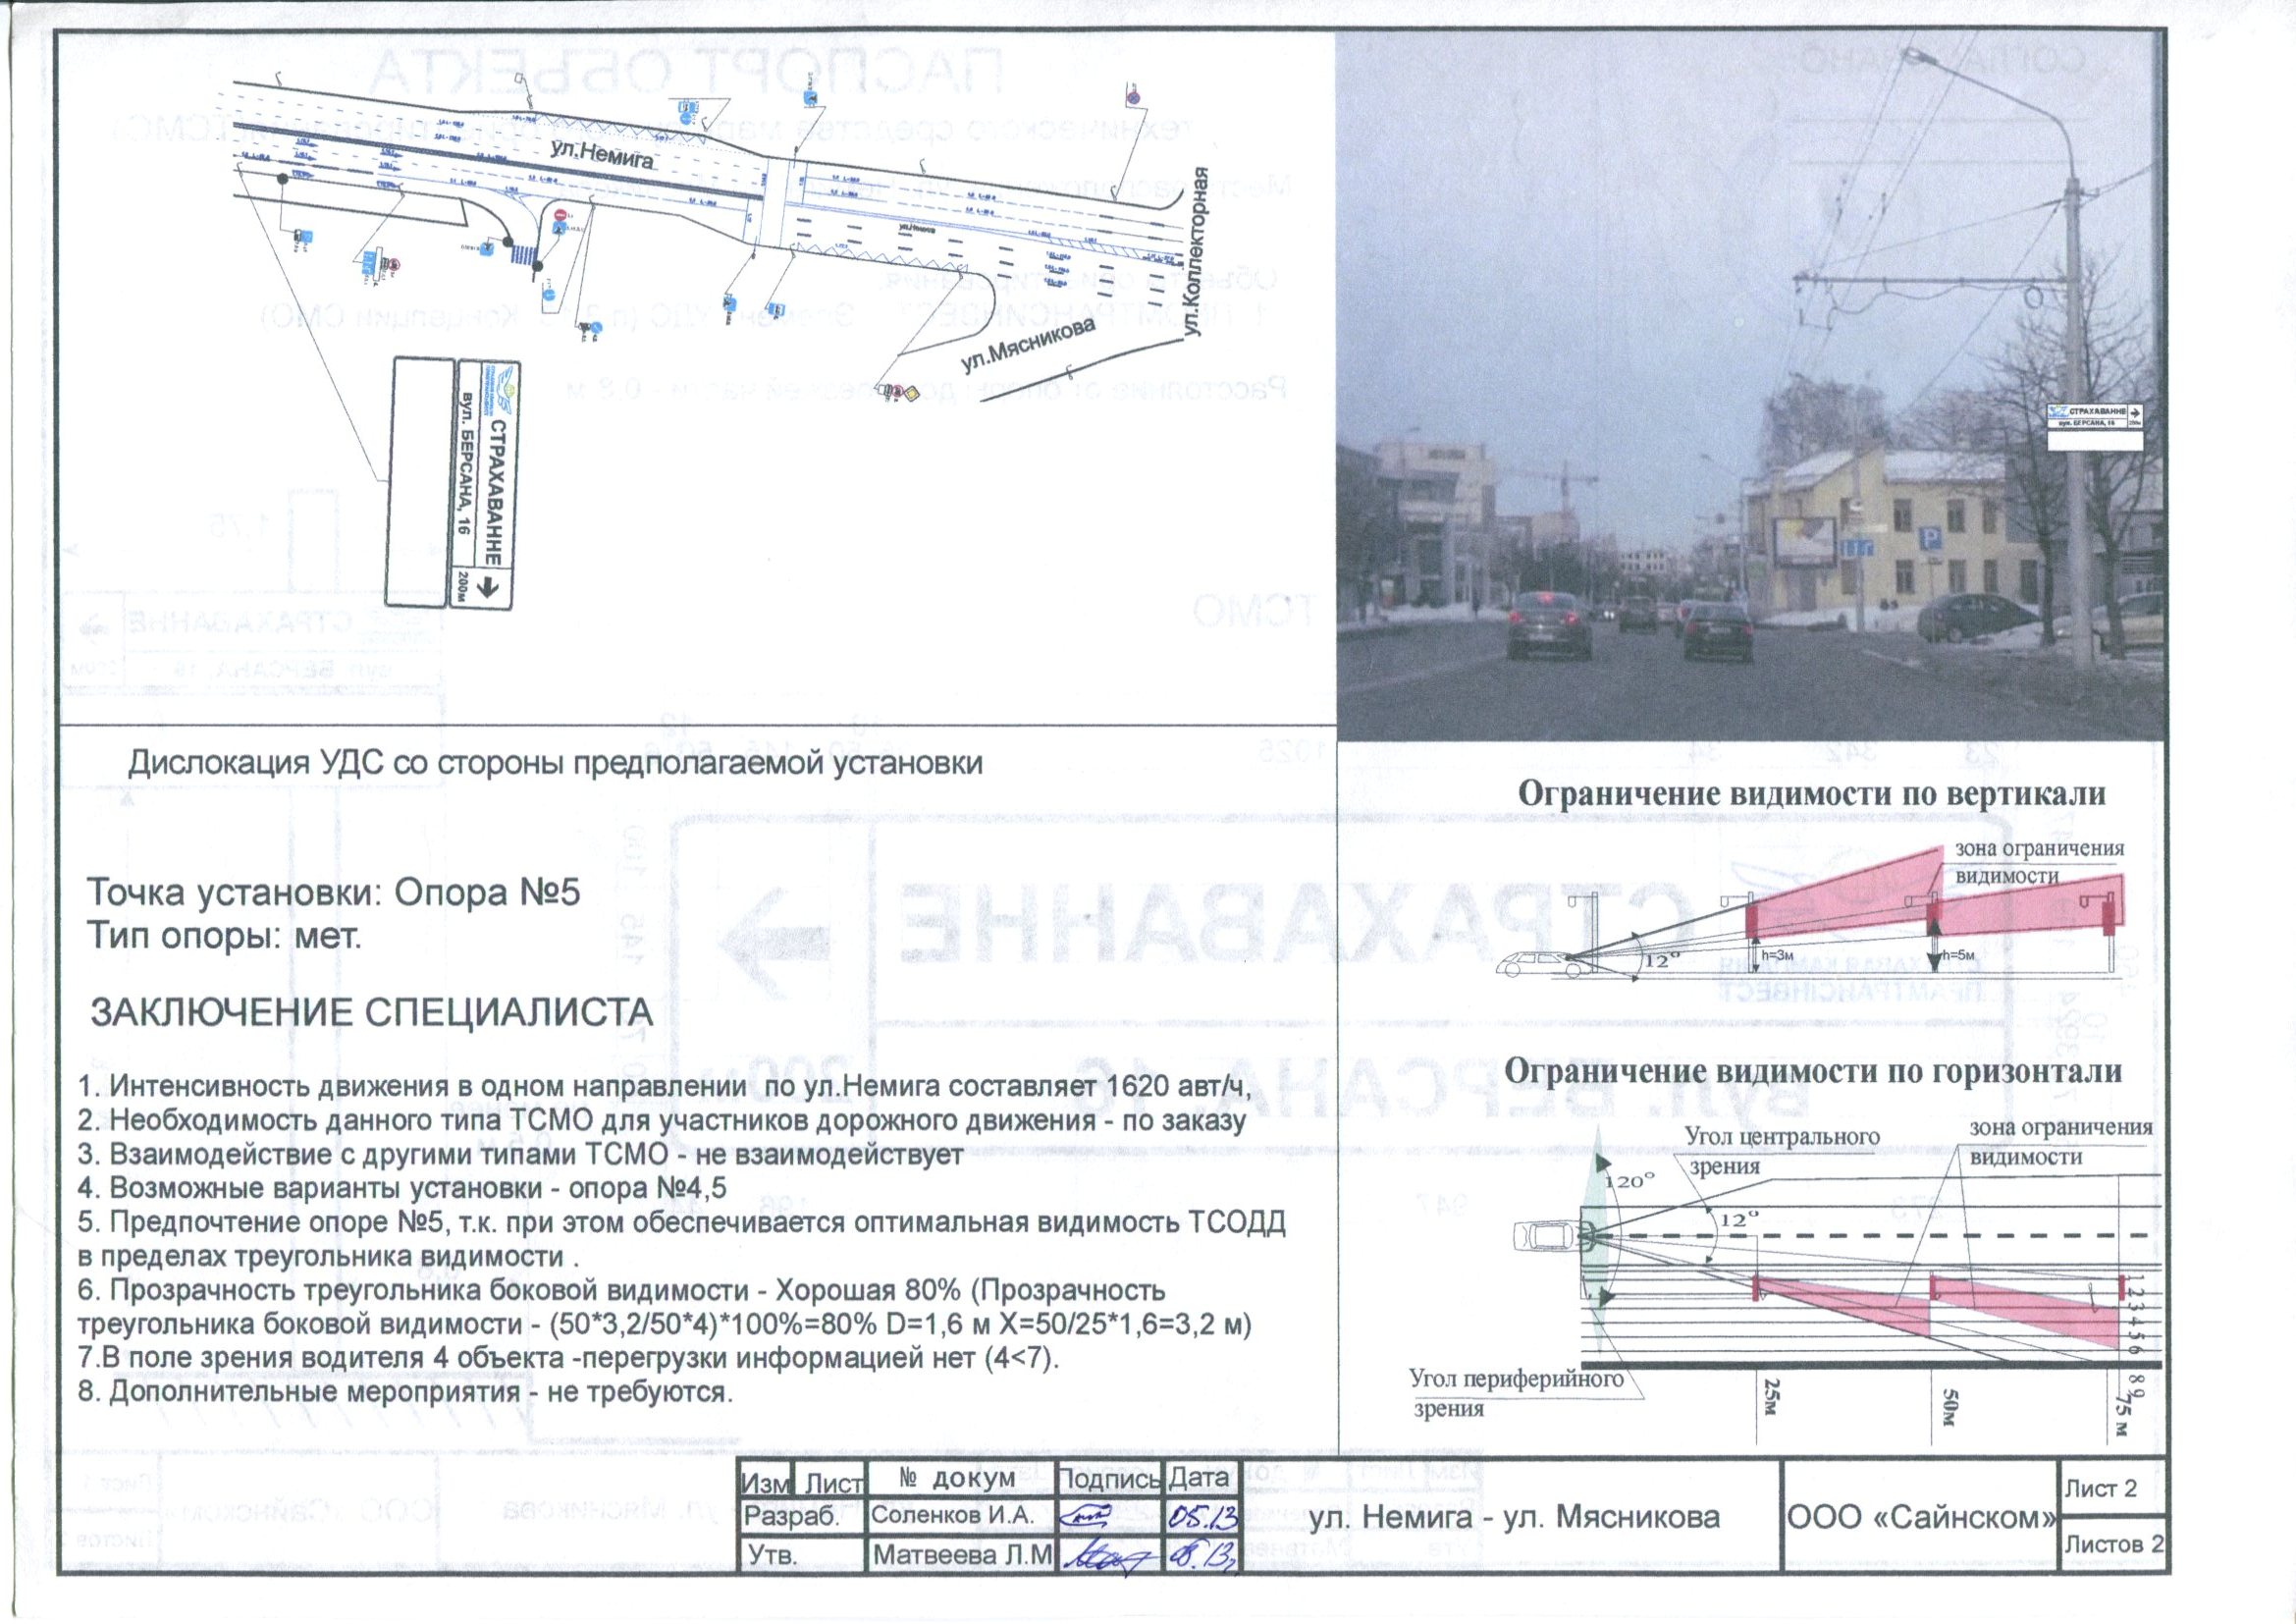 ул.Немига
ул.Немига
ул.Коллекторная
ул.Мясникова
СТРАХАВАННЕ
вул. БЕРСАНА, 16
200м
СТРАХАВАННЕ
вул. БЕРСАНА, 16
200м
P
Дислокация УДС со стороны предполагаемой установки
Точка установки: Опора №5
Тип опоры: мет.
ЗАКЛЮЧЕНИЕ СПЕЦИАЛИСТА
1. Интенсивность движения в одном направлении по ул.Немига составляет 1620 авт/ч,
2. Необходимость данного типа ТСМО для участников дорожного движения - по заказу
3. Взаимодействие с другими типами ТСМО - не взаимодействует
4. Возможные варианты установки - опора №4,5
5. Предпочтение опоре №5, т.к. при этом обеспечивается оптимальная видимость ТСОДД
в пределах треугольника видимости .
6. Прозрачность треугольника боковой видимости - Хорошая 80% (Прозрачность
треугольника боковой видимости - (50*3,2/50*4)*100%=80% D=1,6 м X=50/25*1,6=3,2 м)
7.В поле зрения водителя 4 объекта -перегрузки информацией нет (4<7).
8. Дополнительные мероприятия - не требуются.
Ограничение видимости по вертикали
зона ограничения
видимости
12°
h=3м
h=5м
Ограничение видимости по горизонтали
Угол центрального
зрения
зона ограничения
видимости
120°
12°
Угол периферийного
зрения
25м
50м
75 м
1 2 3 4 5 6
8 9
Изм Лист № докум Подпись Дата
Разраб. Соленков И.А. 05.13
Утв. Матвеева Л.М
ул. Немига - ул. Мясникова
ООО «Сайнском»
Лист 2
Листов 2